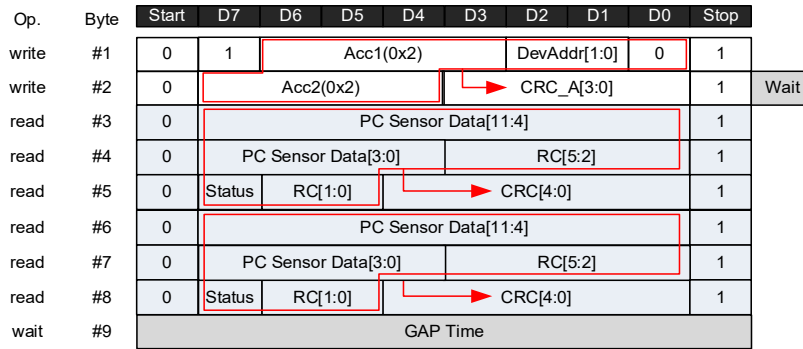 Op. Byte Start D7 D6 D5 D4 D3 D2 D1 D0 Stop
write #1 0 1 Acc1(0x2) DevAddr[1:0] 0 1
write #2 0 Acc2(0x2) CRC_A[3:0] 1 Wait
read #3 0 PC Sensor Data[11:4] 1
read #4 0 PC Sensor Data[3:0] RC[5:2] 1
read #5 0 Status RC[1:0] CRC[4:0] 1
read #6 0 PC Sensor Data[11:4] 1
read #7 0 PC Sensor Data[3:0] RC[5:2] 1
read #8 0 Status RC[1:0] CRC[4:0] 1
wait #9 GAP Time